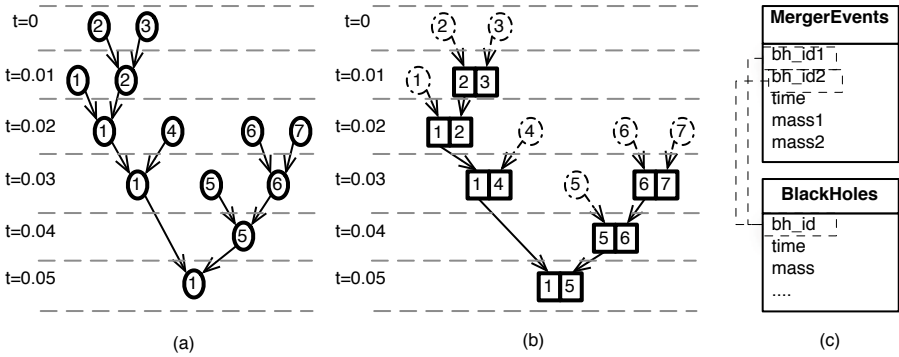 t=0
2 3
t=0.01
1 2
t=0.02
1 4 6 7
t=0.03
1 5 6
t=0.04
5
t=0.05
1
(a)
t=0
2 3
t=0.01
1 2 3
t=0.02
1 2 4 6 7
t=0.03
1 4 5 6 7
t=0.04
5 6
t=0.05
1 5
(b)
MergerEvents
bh_id1
bh_id2
time
mass1
mass2
BlackHoles
bh_id
time
mass
....
(c)